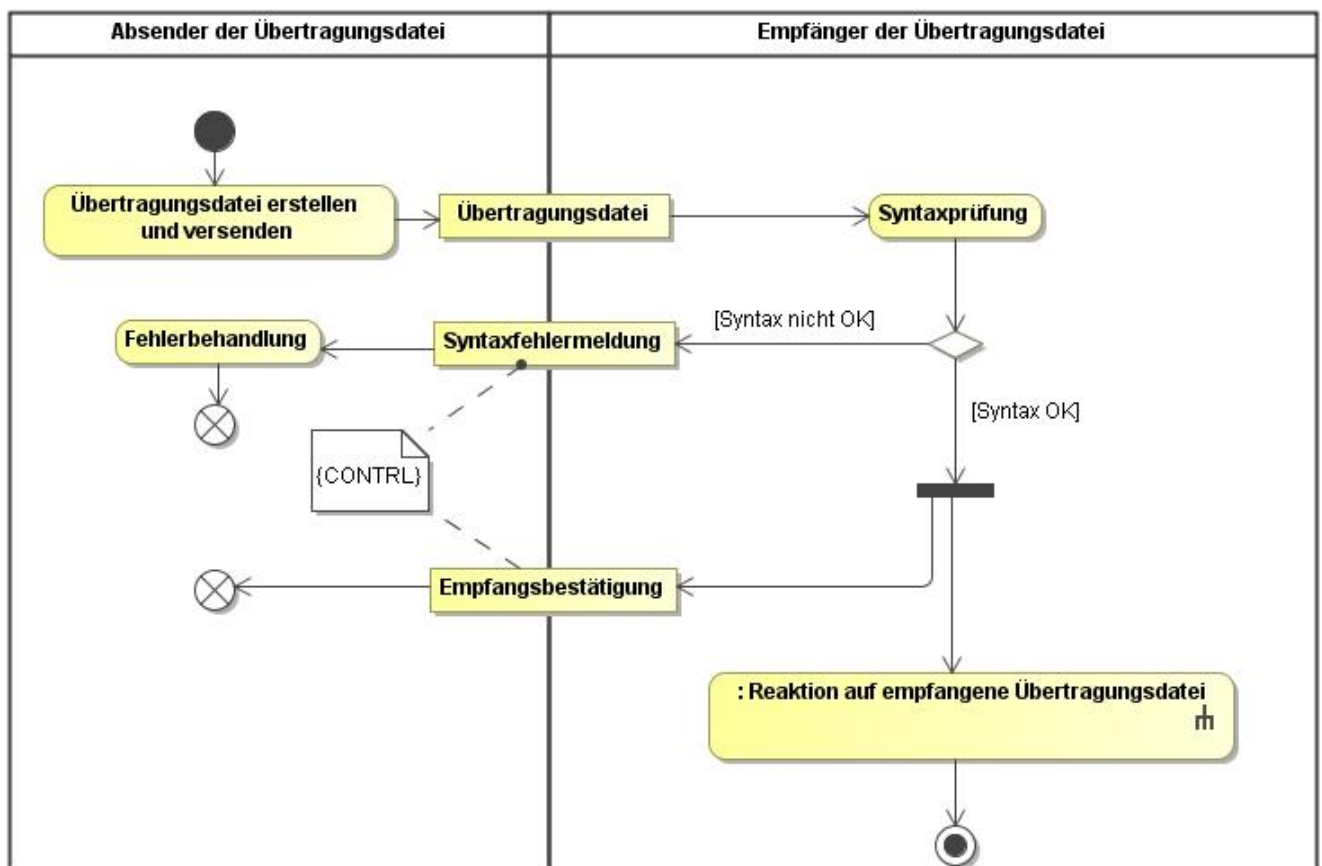 Absender der Übertragungsdatei
Empfänger der Übertragungsdatei
Übertragungsdatei erstellen
und versenden
Übertragungsdatei
Syntaxprüfung
[Syntax nicht OK]
Fehlerbehandlung
Syntaxfehlermeldung
[Syntax OK]
{CONTRL}
Empfangsbestätigung
: Reaktion auf empfangene Übertragungsdatei